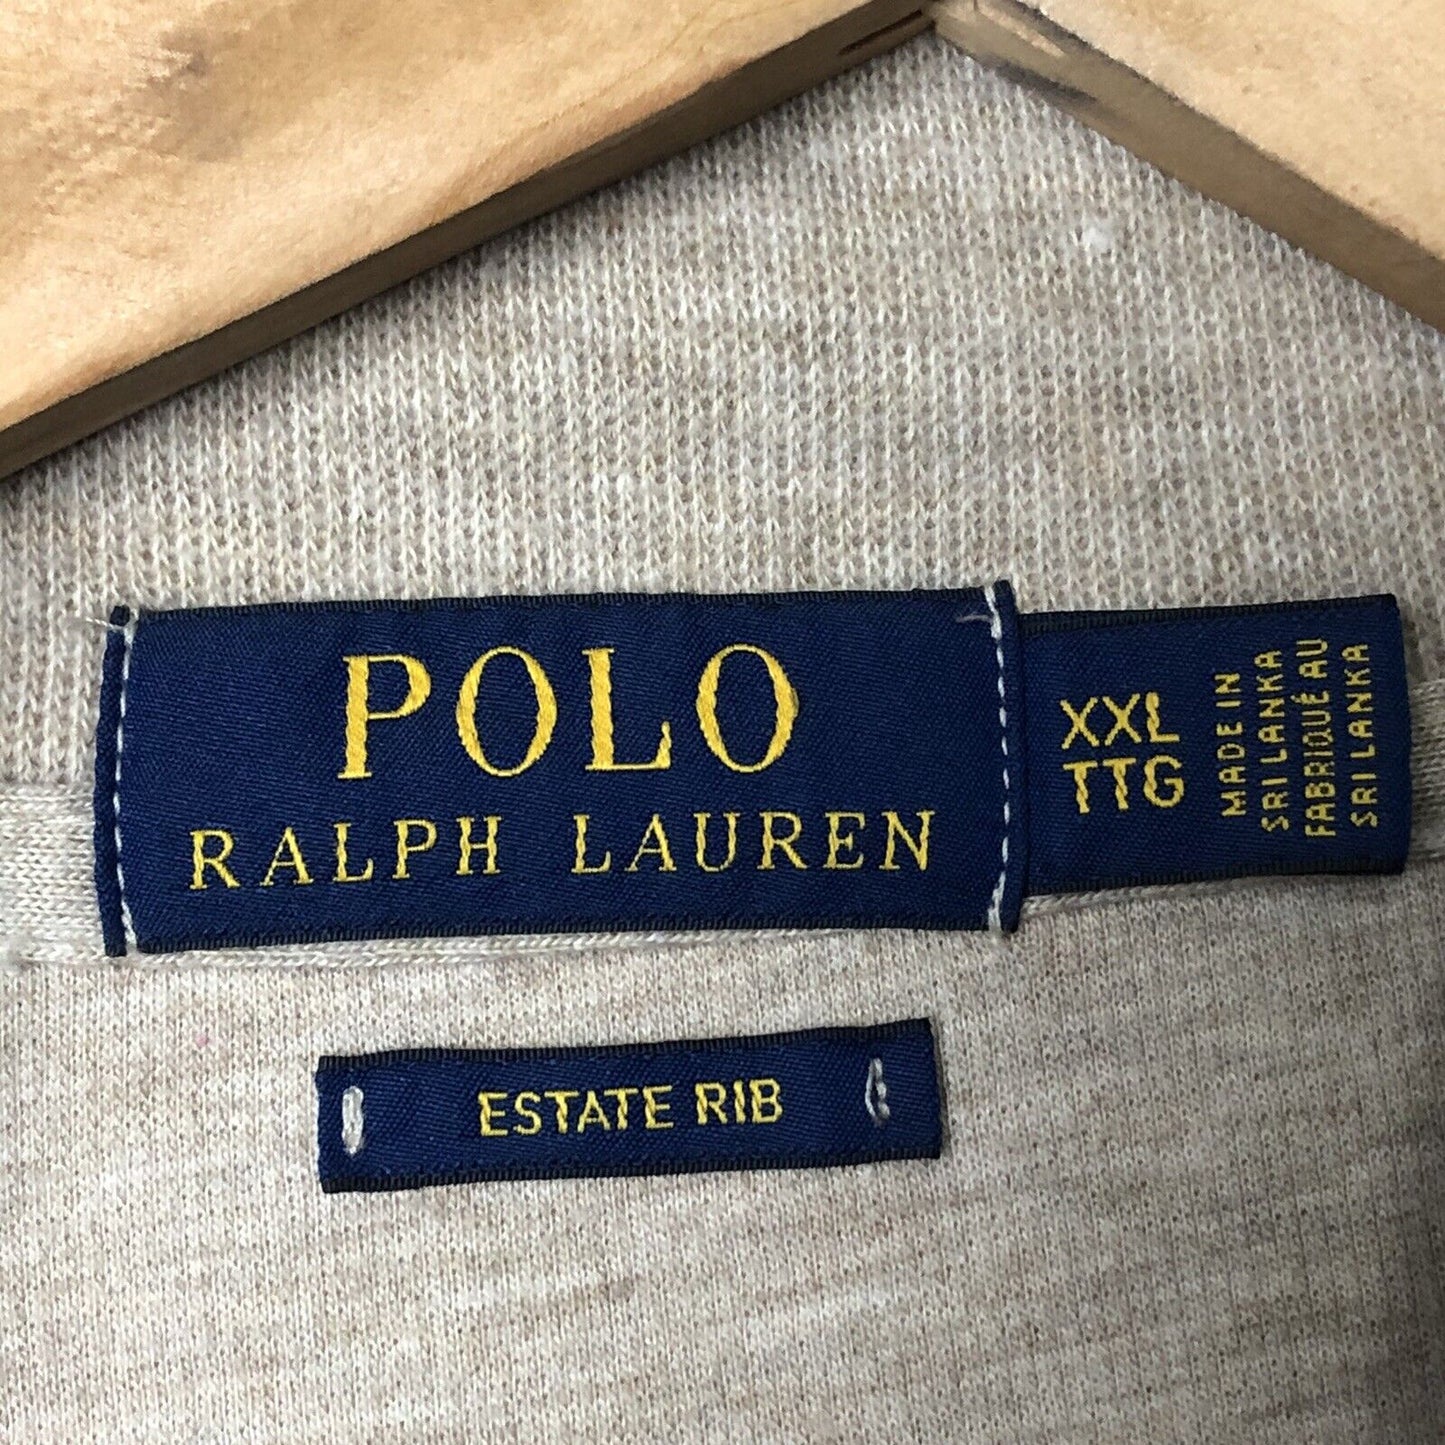 POLO
RALPH LAUREN
XXL
TTG
MADE IN
SRI LANKA
FABRIQUÉ AU
SRI LANKA
ESTATE RIB